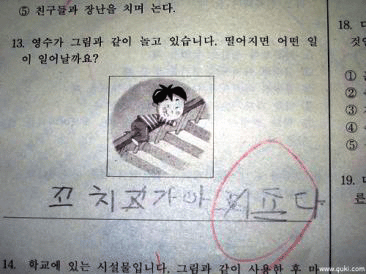 ⑤ 친구들과 장난을 치며 논다.
13. 영수가 그림과 같이 놀고 있습니다. 떨어지면 어떤 일
이 일어날까요?
꼬치가 아프다
14. 학교에 있는 시설물입니다. 그림과 같이 사용한 후 마
18. 다
것
①
②
③
④
⑤
19. 다
른
www.quki.com